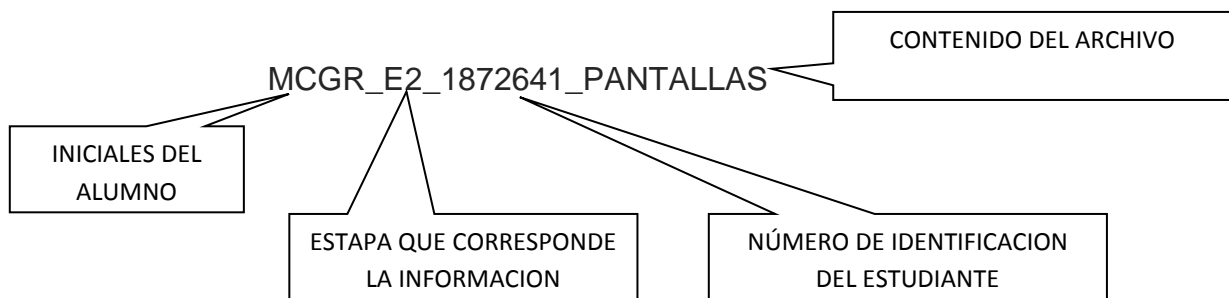 CONTENIDO DEL ARCHIVO
MCGR_E2_1872641_PANTALLAS
INICIALES DEL
ALUMNO
ESTAPA QUE CORRESPONDE
LA INFORMACION
NÚMERO DE IDENTIFICACION
DEL ESTUDIANTE